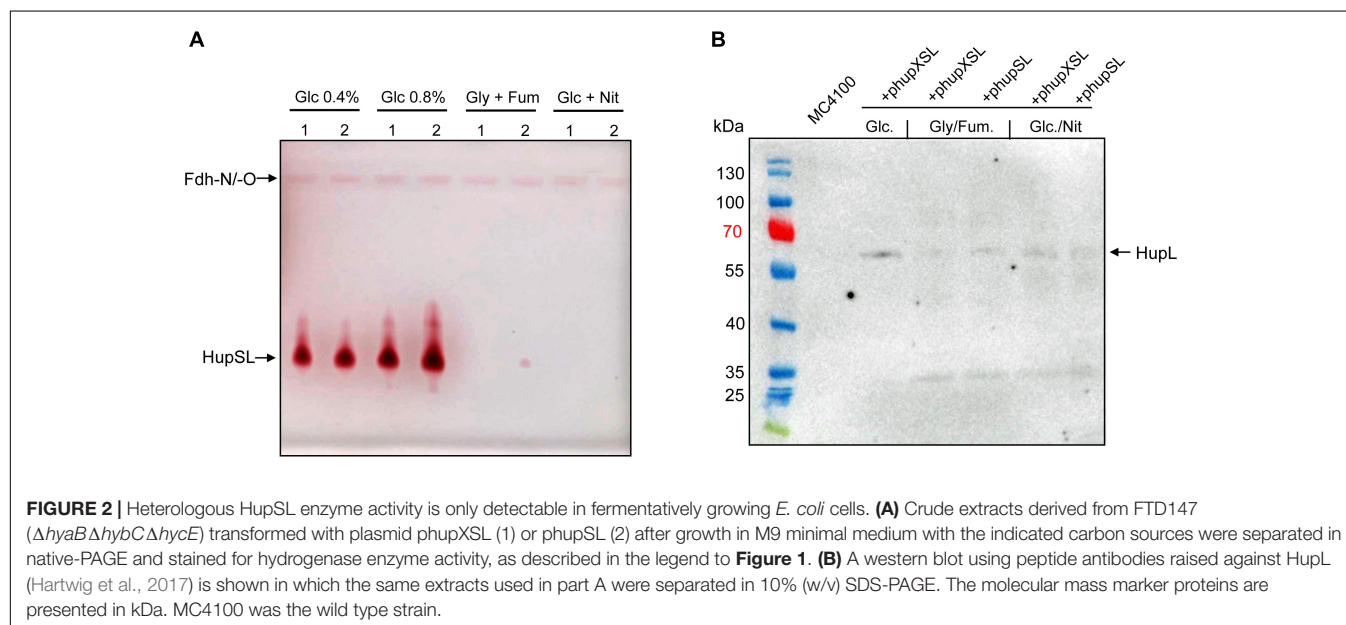 A
Glc 0.4% Glc 0.8% Gly + Fum Glc + Nit
1 2 1 2 1 2 1 2
Fdh-N/-O
HupSL
B
MC4100 +phupXSL +phupXSL +phupSL +phupXSL +phupSL
kDa Glc. Gly/Fum. Glc./Nit
130
100
70
55
40
35
25
HupL
FIGURE 2 | Heterologous HupSL enzyme activity is only detectable in fermentatively growing E. coli cells. (A) Crude extracts derived from FTD147
(ΔhyaBΔhybCΔhycE) transformed with plasmid phupXSL (1) or phupSL (2) after growth in M9 minimal medium with the indicated carbon sources were separated in
native-PAGE and stained for hydrogenase enzyme activity, as described in the legend to Figure 1. (B) A western blot using peptide antibodies raised against HupL
(Hartwig et al., 2017) is shown in which the same extracts used in part A were separated in 10% (w/v) SDS-PAGE. The molecular mass marker proteins are
presented in kDa. MC4100 was the wild type strain.